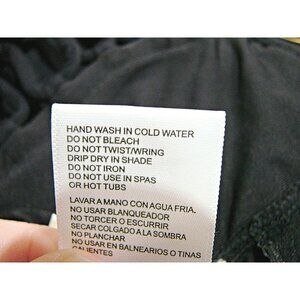 HAND WASH IN COLD WATER
DO NOT BLEACH
DO NOT TWIST/WRING
DRIP DRY IN SHADE
DO NOT IRON
DO NOT USE IN SPAS
OR HOT TUBS
LAVAR A MANO CON AGUA FRIA.
NO USAR BLANQUEADOR
NO TORCER O ESCURRIR
SECAR COLGADO A LA SOMBRA
NO PLANCHAR
NO USAR EN BALNEARIOS O TINAS
CALIENTES